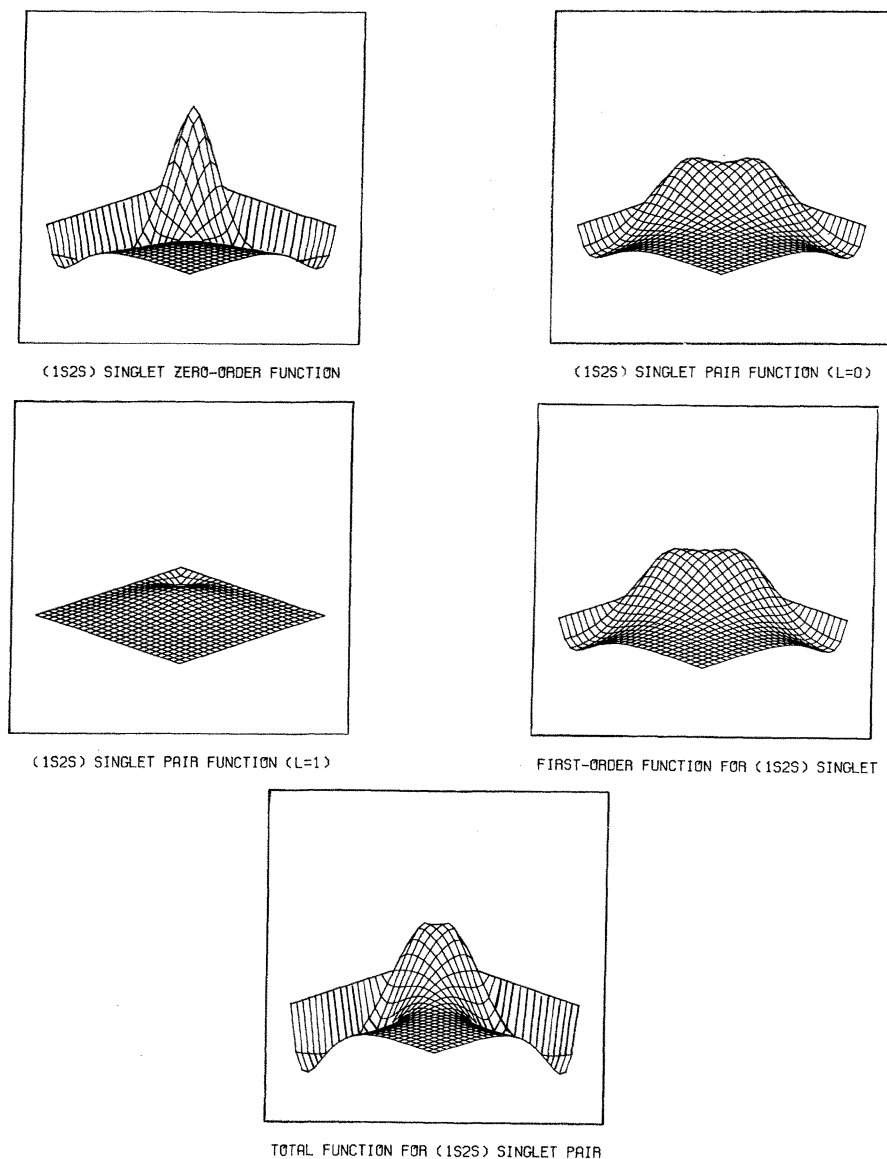 (1S2S) SINGLET ZERO-ORDER FUNCTION
(1S2S) SINGLET PAIR FUNCTION (L=0)
(1S2S) SINGLET PAIR FUNCTION (L=1)
FIRST-ORDER FUNCTION FOR (1S2S) SINGLET
TOTAL FUNCTION FOR (1S2S) SINGLET PAIR